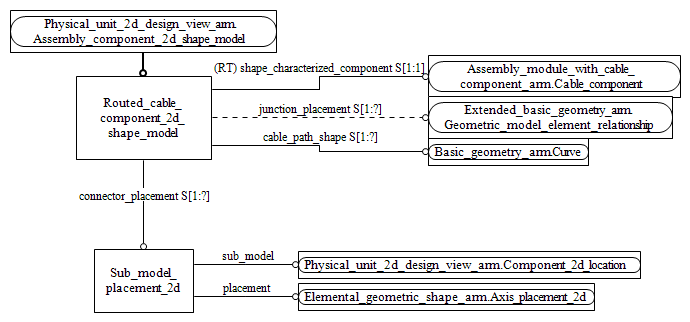 Physical_unit_2d_design_view_arm.
Assembly_component_2d_shape_model
(RT) shape_characterized_component S[1:1]
Assembly_module_with_cable_
component_arm.Cable_component
Routed_cable_
component_2d_
shape_model
junction_placement S[1:?]
Extended_basic_geometry_arm.
Geometric_model_element_relationship
cable_path_shape S[1:?]
Basic_geometry_arm.Curve
connector_placement S[1:?]
Sub_model_
placement_2d
sub_model
Physical_unit_2d_design_view_arm.Component_2d_location
placement
Elemental_geometric_shape_arm.Axis_placement_2d